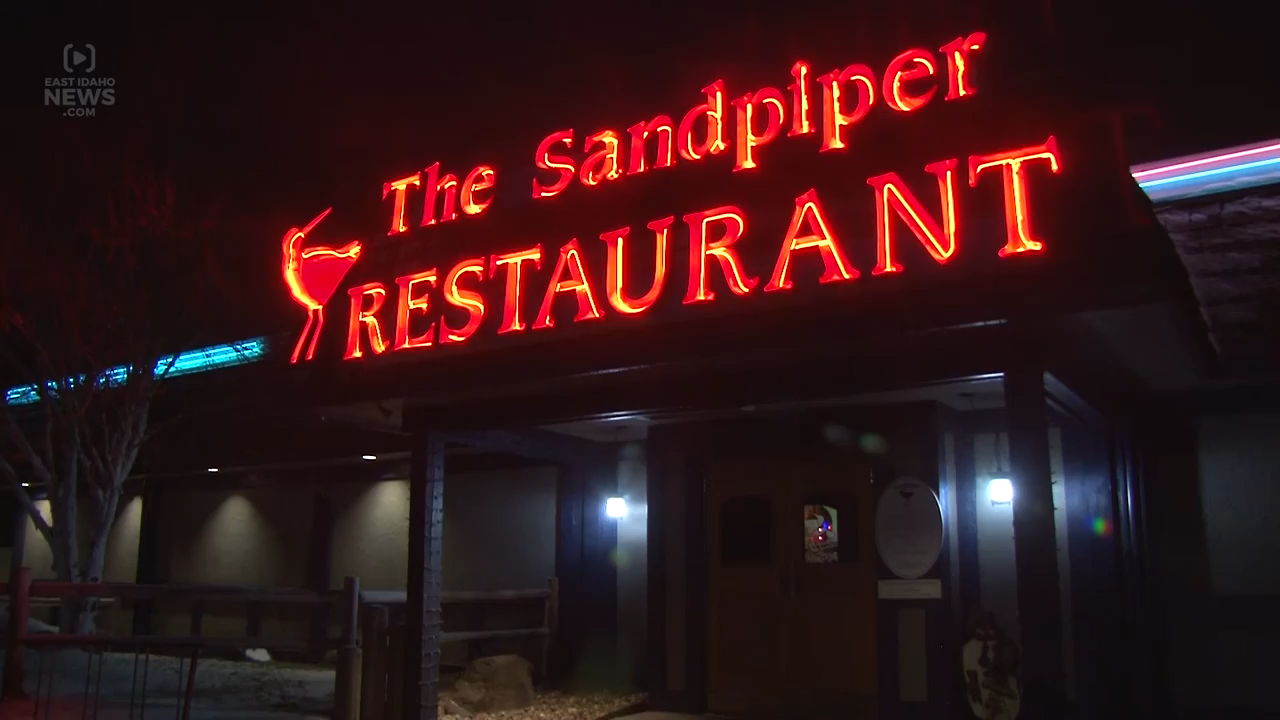 EAST IDAHO
NEWS
.COM
The Sandpiper
RESTAURANT